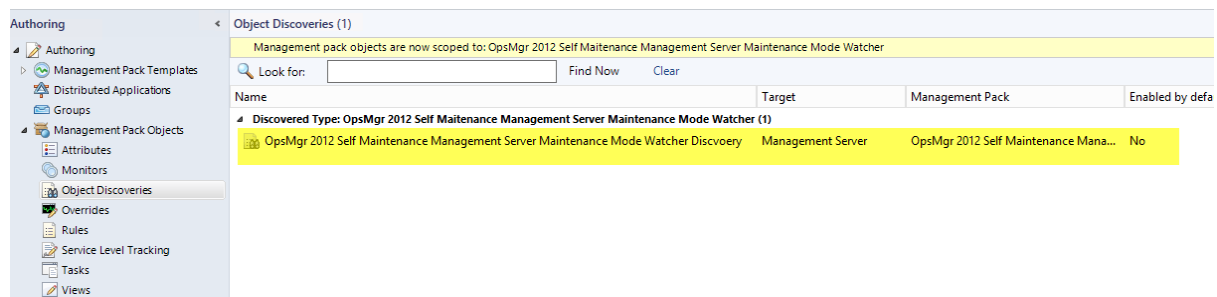 Authoring
Authoring
Management Pack Templates
Distributed Applications
Groups
Management Pack Objects
Attributes
Monitors
Object Discoveries
Overrides
Rules
Service Level Tracking
Tasks
Views
Object Discoveries (1)
Management pack objects are now scoped to: OpsMgr 2012 Self Maitenance Management Server Maintenance Mode Watcher
Look for: Find Now Clear
Name Target Management Pack Enabled by defa
Discovered Type: OpsMgr 2012 Self Maitenance Management Server Maintenance Mode Watcher (1)
OpsMgr 2012 Self Maintenance Management Server Maintenance Mode Watcher Discvoery Management Server OpsMgr 2012 Self Maintenance Mana... No